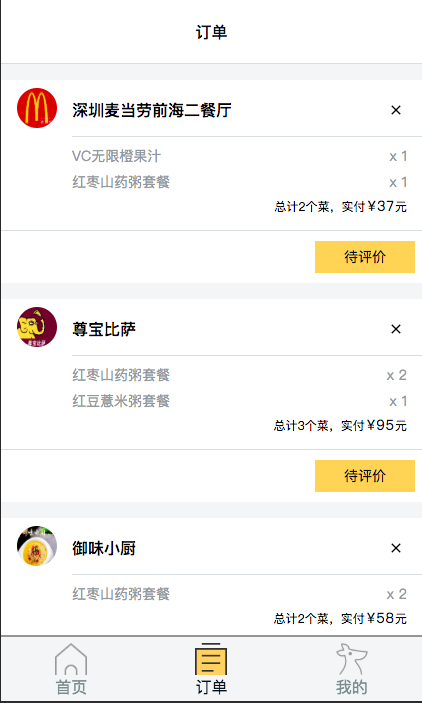 订单
深圳麦当劳前海二餐厅 ×
VC无限橙果汁 x 1
红枣山药粥套餐 x 1
总计2个菜，实付¥37元
待评价
尊宝比萨 ×
红枣山药粥套餐 x 2
红豆薏米粥套餐 x 1
总计3个菜，实付¥95元
待评价
御味小厨 ×
红枣山药粥套餐 x 2
总计2个菜，实付¥58元
首页 订单 我的